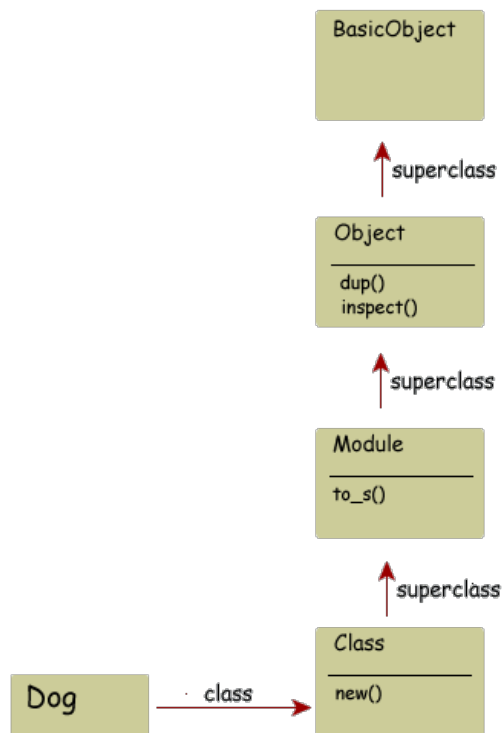 BasicObject
superclass
Object
dup()
inspect()
superclass
Module
to_s()
superclass
Class
new()
Dog
class